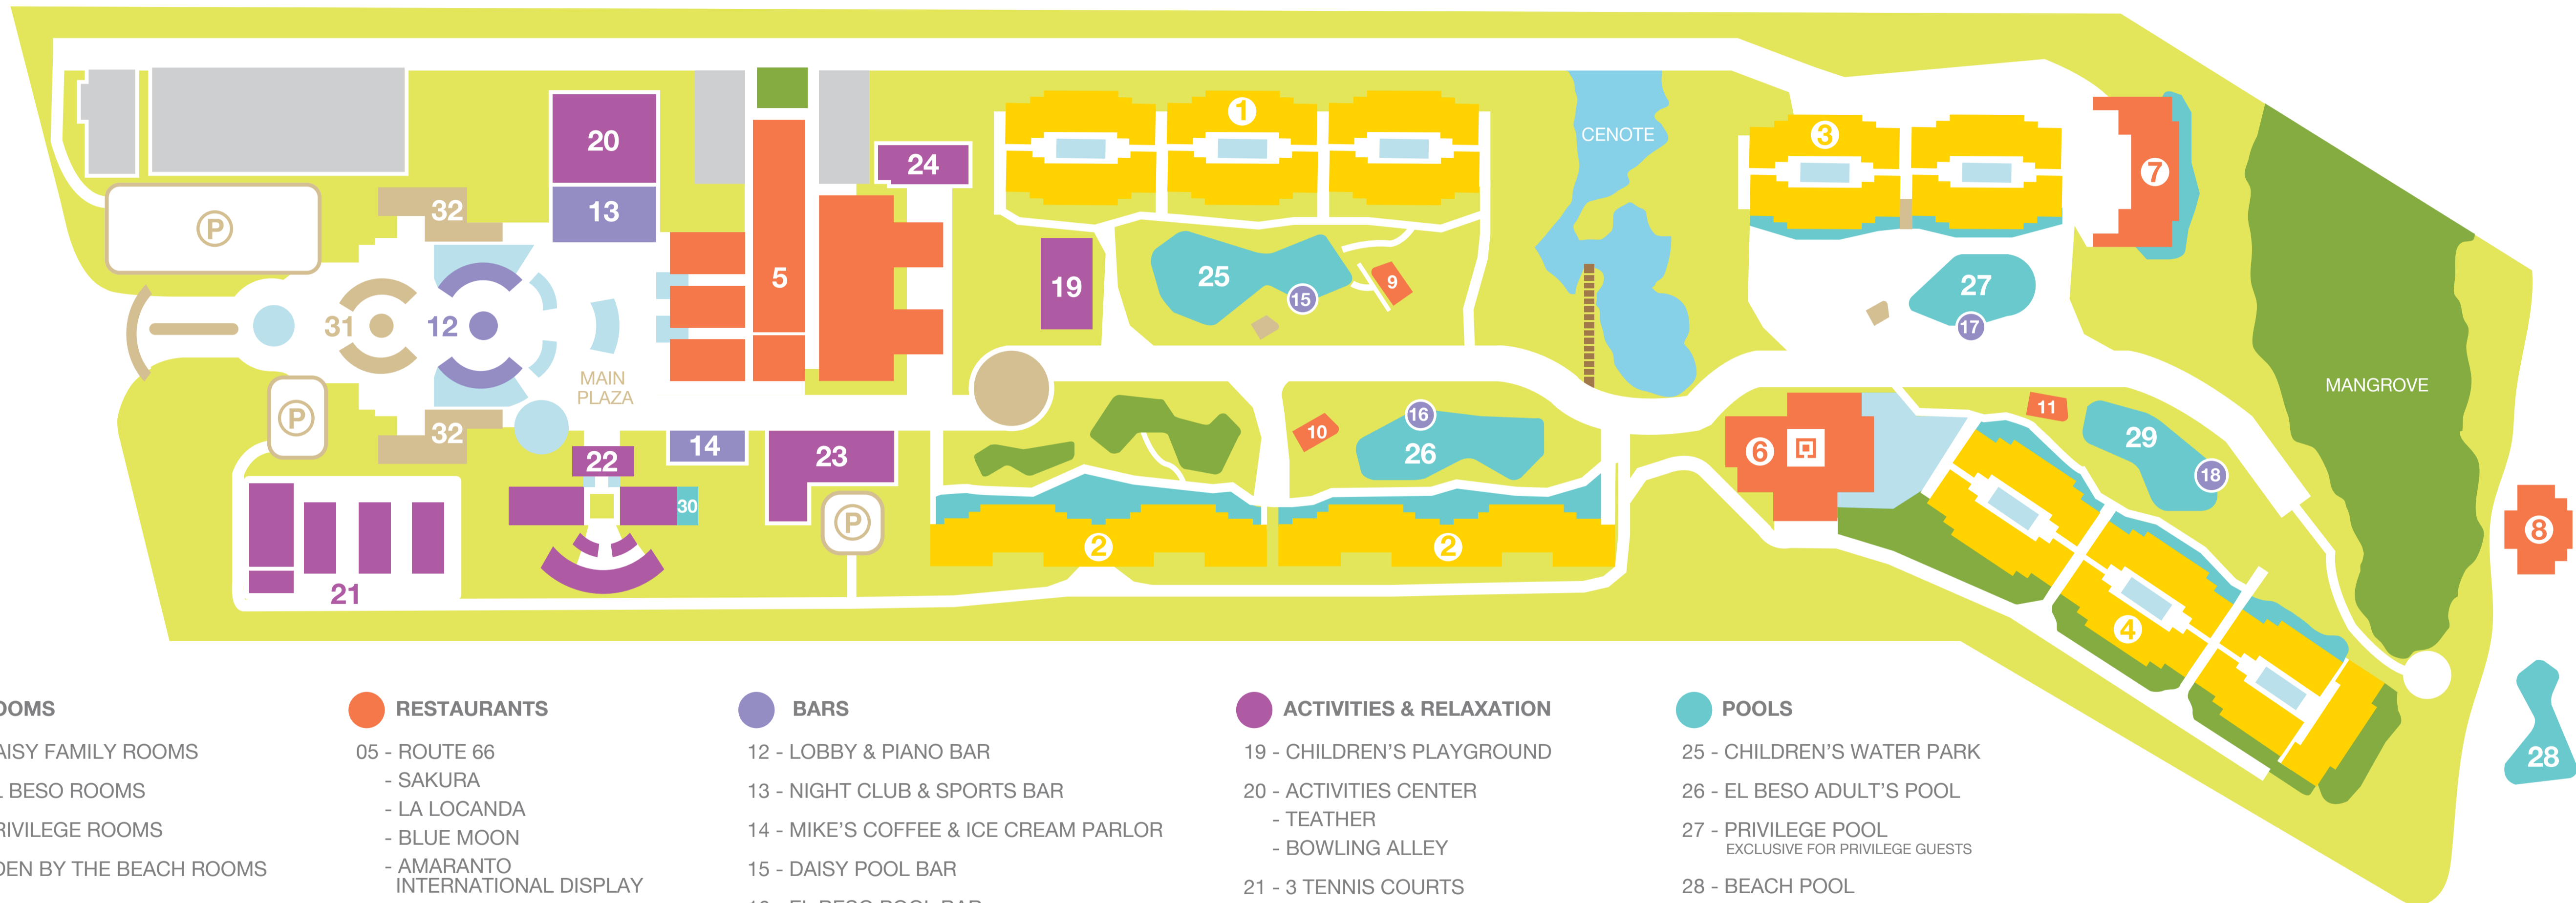 1
3
CENOTE
20
24
7
13
32
P
5
25
15
9
19
27
17
31
12
MAIN
PLAZA
MANGROVE
P
32
14
22
23
30
P
10
16
26
6
11
29
18
8
2
2
21
4
28
OOMS
AISY FAMILY ROOMS
L BESO ROOMS
RIVILEGE ROOMS
DEN BY THE BEACH ROOMS
RESTAURANTS
05 - ROUTE 66
- SAKURA
- LA LOCANDA
- BLUE MOON
- AMARANTO
INTERNATIONAL DISPLAY
BARS
12 - LOBBY & PIANO BAR
13 - NIGHT CLUB & SPORTS BAR
14 - MIKE'S COFFEE & ICE CREAM PARLOR
15 - DAISY POOL BAR
16 - EL BESO POOL BAR
ACTIVITIES & RELAXATION
19 - CHILDREN'S PLAYGROUND
20 - ACTIVITIES CENTER
- TEATHER
- BOWLING ALLEY
21 - 3 TENNIS COURTS
POOLS
25 - CHILDREN'S WATER PARK
26 - EL BESO ADULT'S POOL
27 - PRIVILEGE POOL
EXCLUSIVE FOR PRIVILEGE GUESTS
28 - BEACH POOL